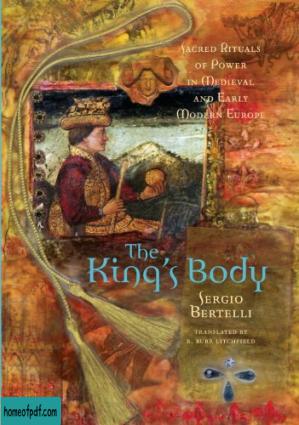 Sacred Rituals
of Power
in Medieval
and Early
Modern Europe
The
King's Body
Sergio
Bertelli
Translated by
R. Burr Litchfield
homeofpdf.com